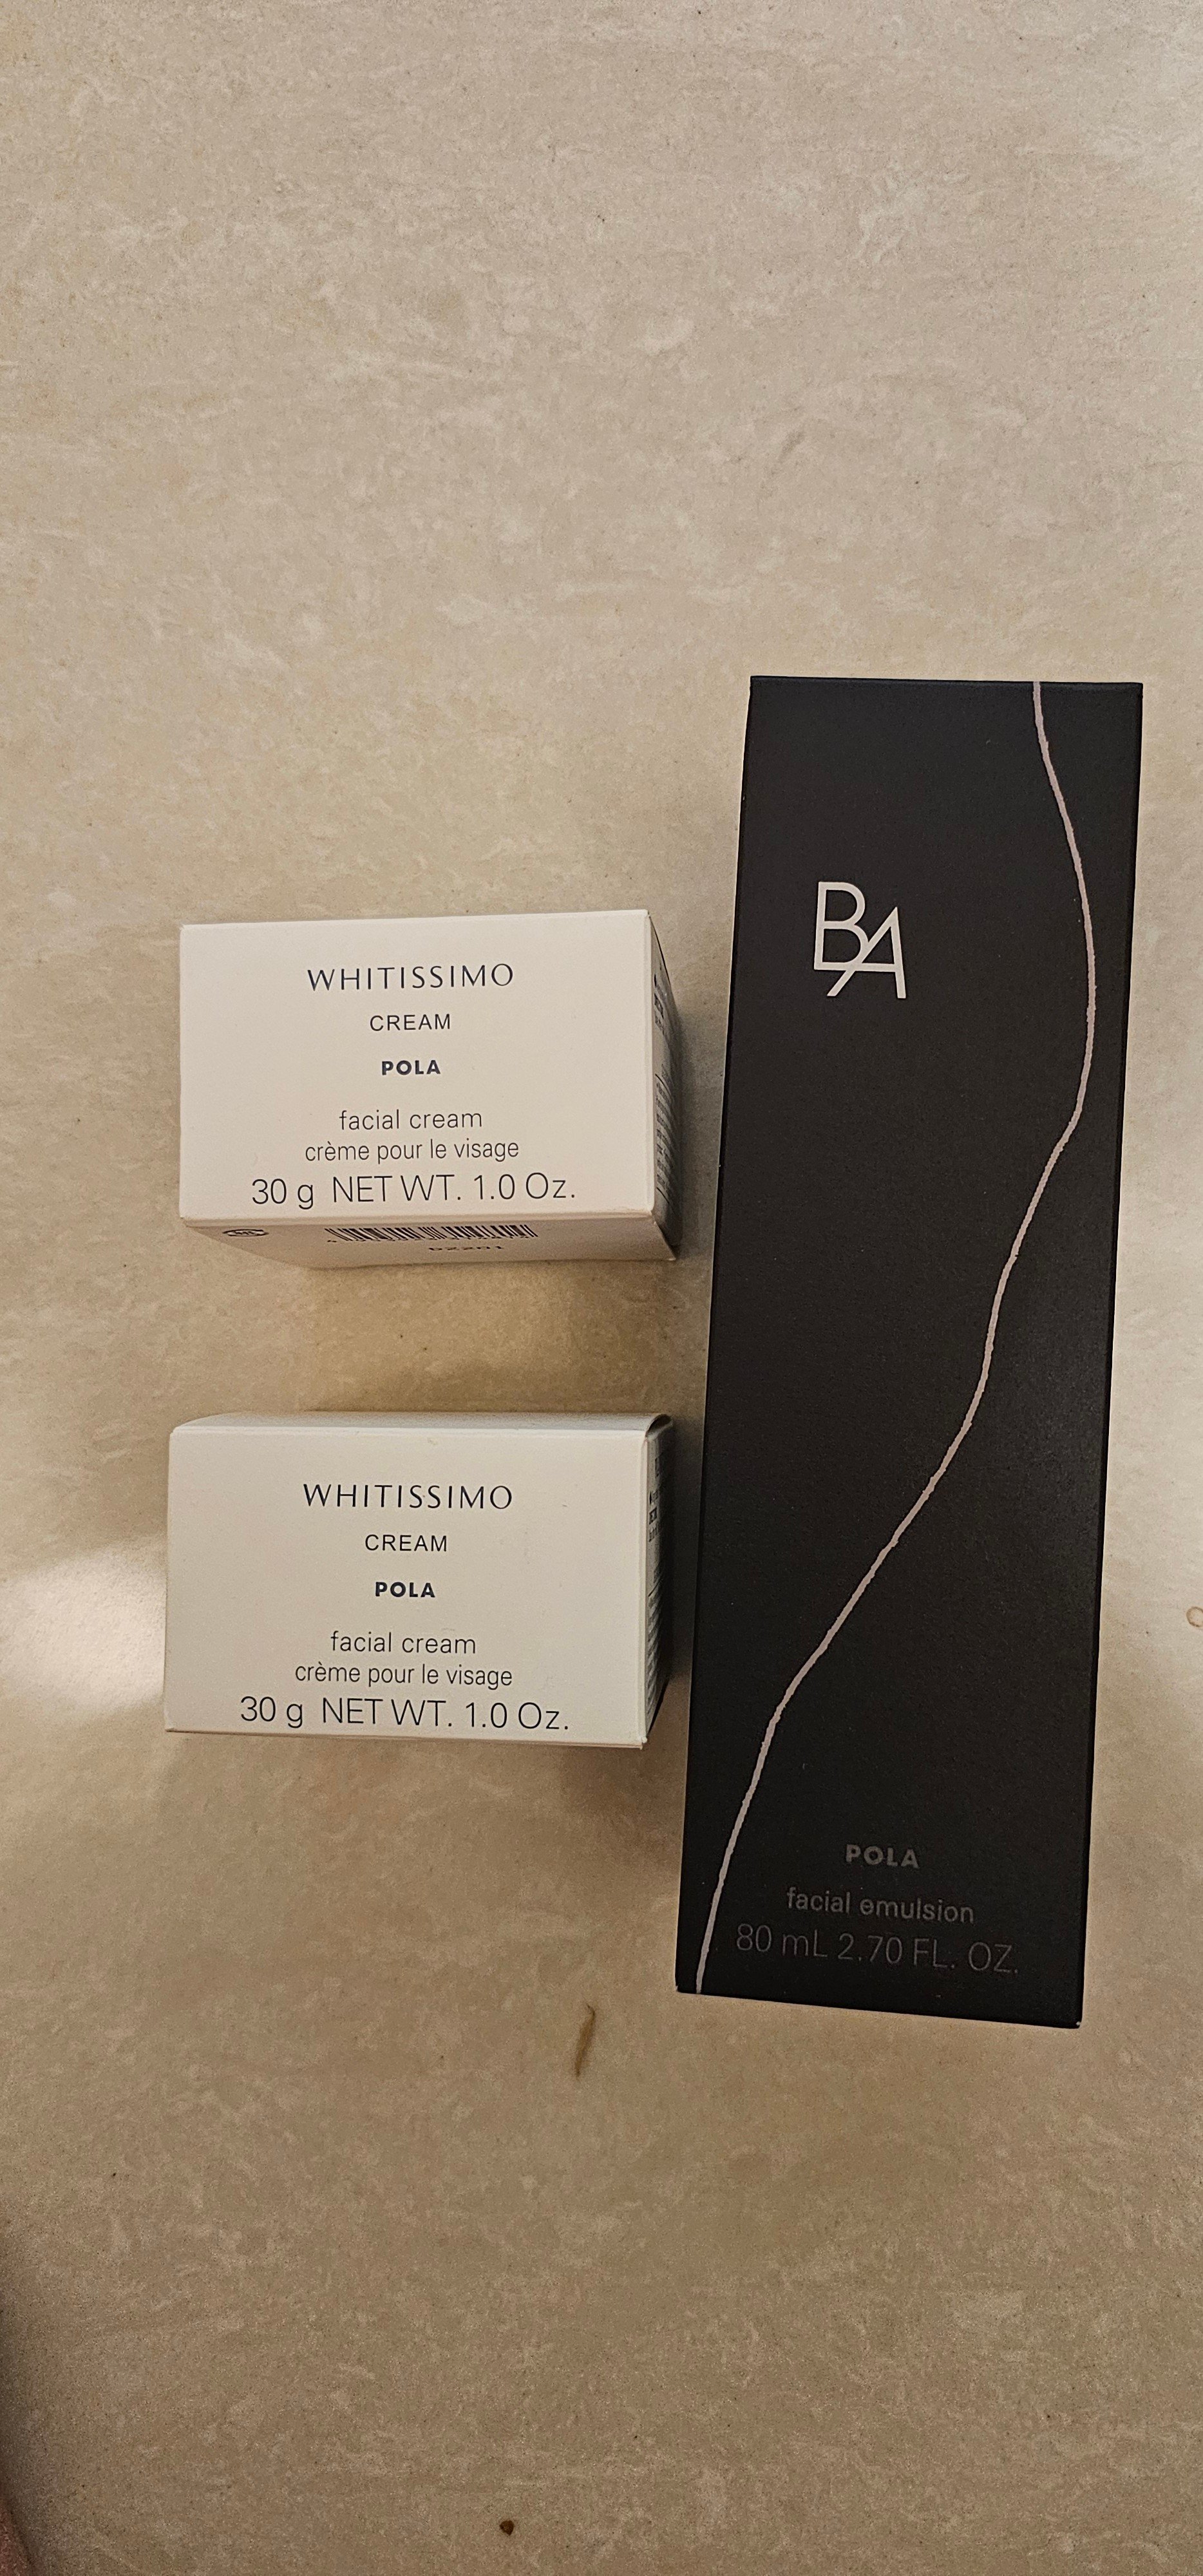 WHITISSIMO
CREAM
POLA
facial cream
crème pour le visage
30 g NET WT. 1.0 Oz.
WHITISSIMO
CREAM
POLA
facial cream
crème pour le visage
30 g NET WT. 1.0 Oz.
BA
POLA
facial emulsion
80 mL 2.70 FL. OZ.